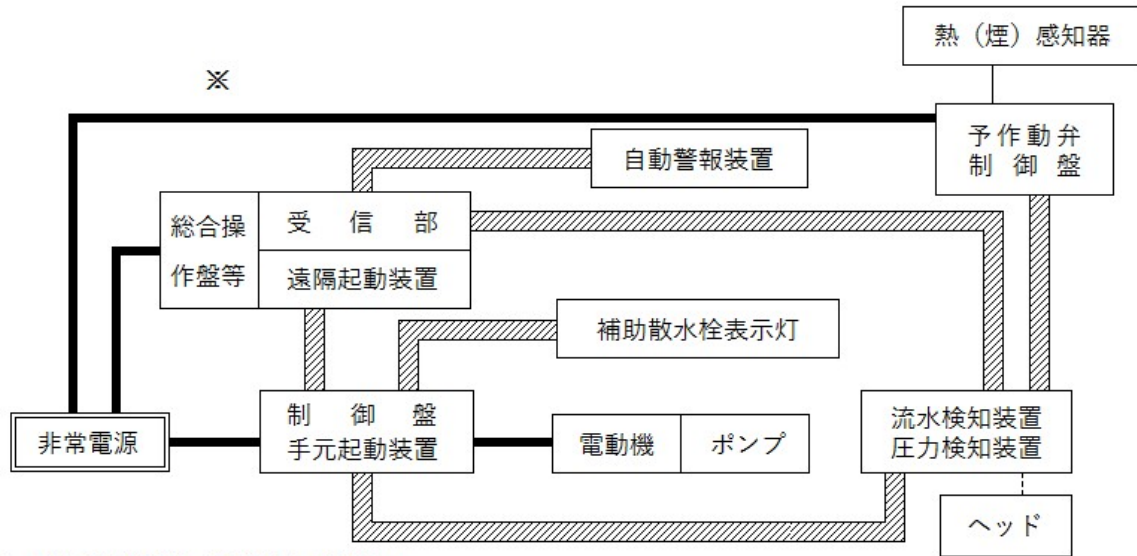 熱（煙）感知器
※
予作動弁
制御盤
自動警報装置
総合操
作盤等
受信部
遠隔起動装置
補助散水栓表示灯
非常電源
制御盤
手元起動装置
電動機
ポンプ
流水検知装置
圧力検知装置
ヘッド